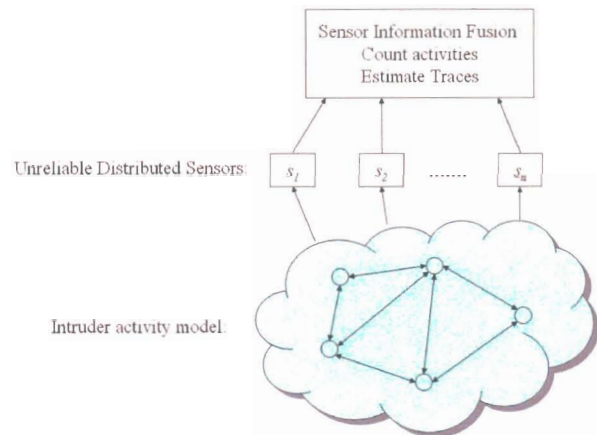 Sensor Information Fusion
Count activities
Estimate Traces
Unreliable Distributed Sensors:
s1 s2 ....... sn
Intruder activity model: